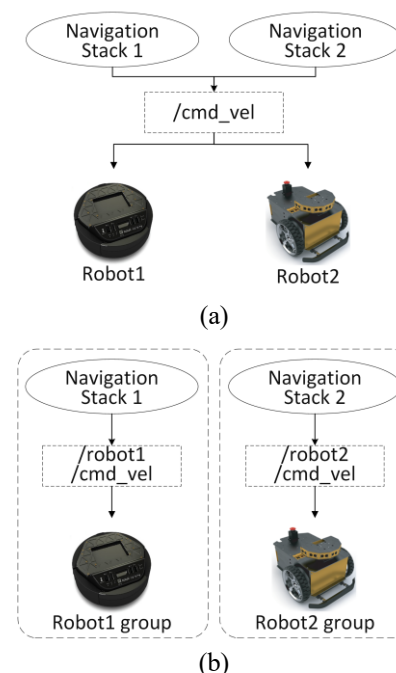 Navigation
Stack 1
Navigation
Stack 2
/cmd_vel
Robot1
Robot2
(a)
Navigation
Stack 1
Navigation
Stack 2
/robot1
/cmd_vel
/robot2
/cmd_vel
Robot1 group
Robot2 group
(b)